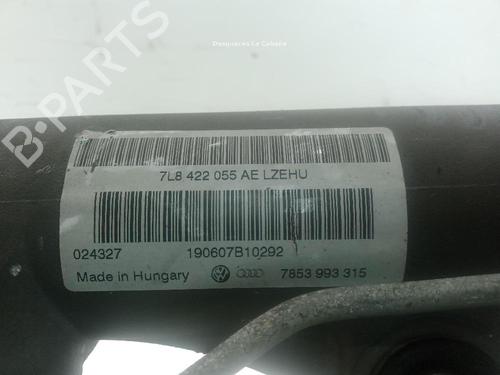 Desguaces La Cabaña
B-PARTS
7L8 422 055 AE LZEHU
024327 190607B10292
Made in Hungary 7853 993 315